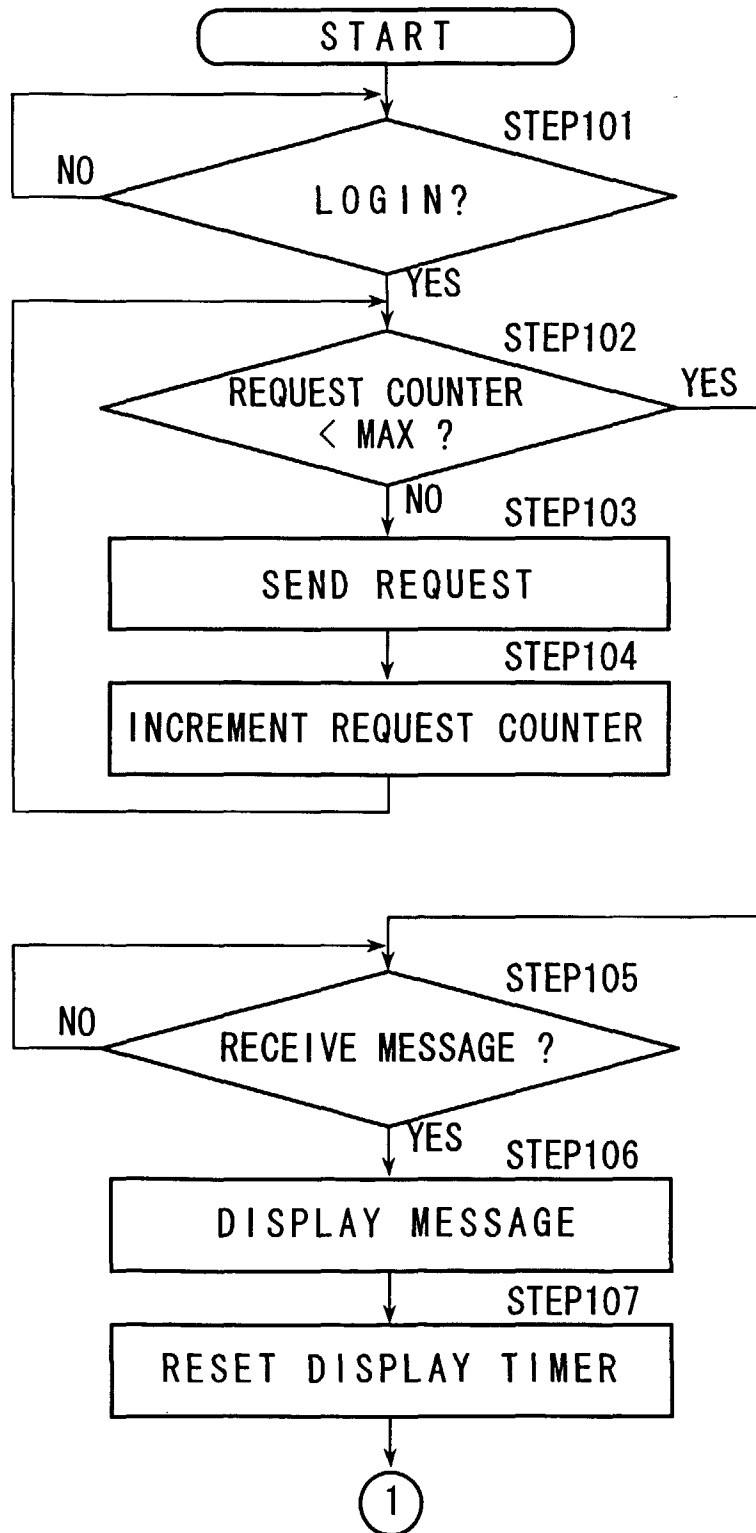 START
STEP101
NO
LOGIN?
YES
STEP102
YES
REQUEST COUNTER
< MAX ?
NO
STEP103
SEND REQUEST
STEP104
INCREMENT REQUEST COUNTER
STEP105
NO
RECEIVE MESSAGE ?
YES
STEP106
DISPLAY MESSAGE
STEP107
RESET DISPLAY TIMER
1